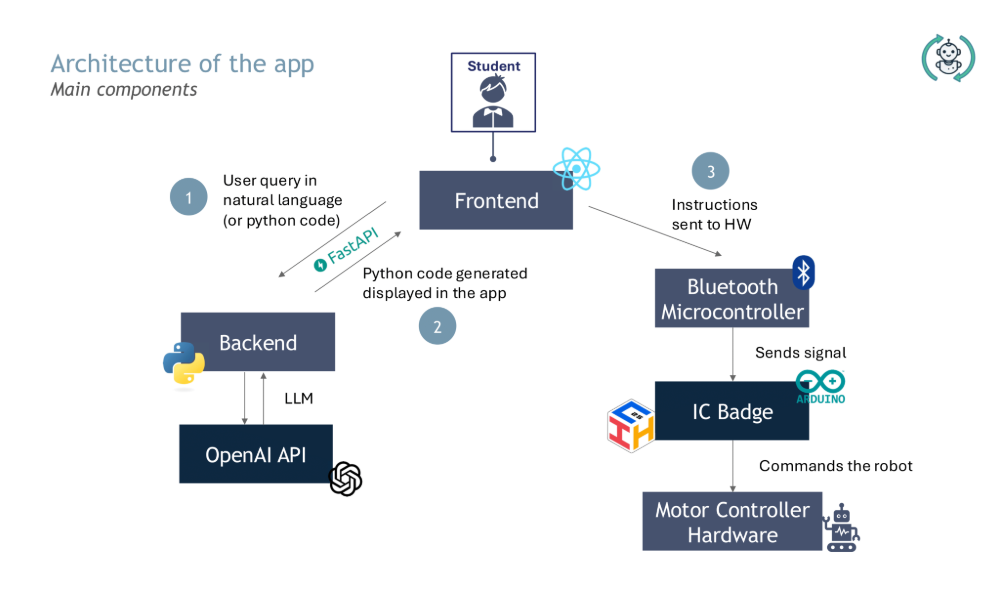 Architecture of the app
Main components
Student
Frontend
1
User query in
natural language
(or python code)
FastAPI
Python code generated
displayed in the app
2
3
Instructions
sent to HW
Bluetooth
Microcontroller
Sends signal
ARDUINO
IC Badge
Commands the robot
Motor Controller
Hardware
Backend
LLM
OpenAI API